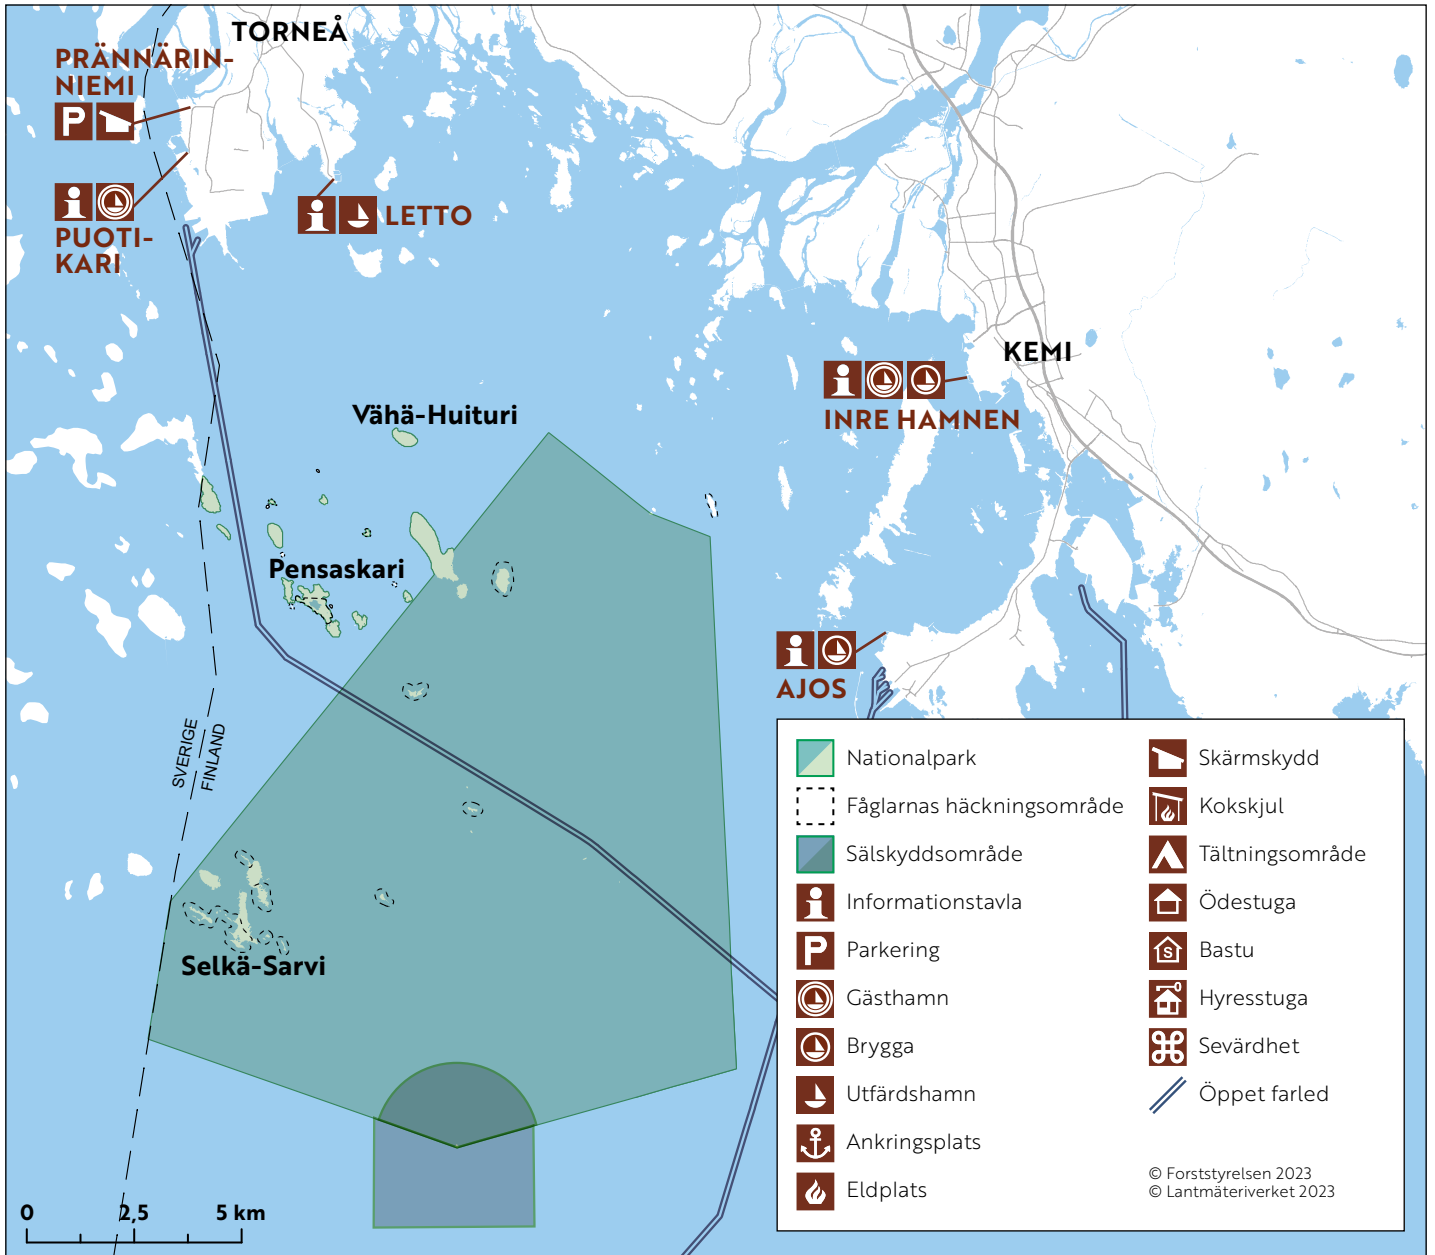 TORNEÅ
PRÄNNÄRIN-
NIEMI
P
PUOTI-
KARI
LETTO
KEMI
INRE HAMNEN
Vähä-Huituri
Pensaskari
AJOS
SVERIGE
FINLAND
Selkä-Sarvi
0 2,5 5 km
Nationalpark
Fåglarnas häckningsområde
Sälskyddsområde
Informationstavla
P Parkering
Gästhamn
Brygga
Utfärdshamn
Ankringsplats
Eldplats
Skärmskydd
Kokskjul
Tältningsområde
Ödestuga
S Bastu
Hyresstuga
Sevärdhet
Öppet farled
© Forststyrelsen 2023
© Lantmäteriverket 2023